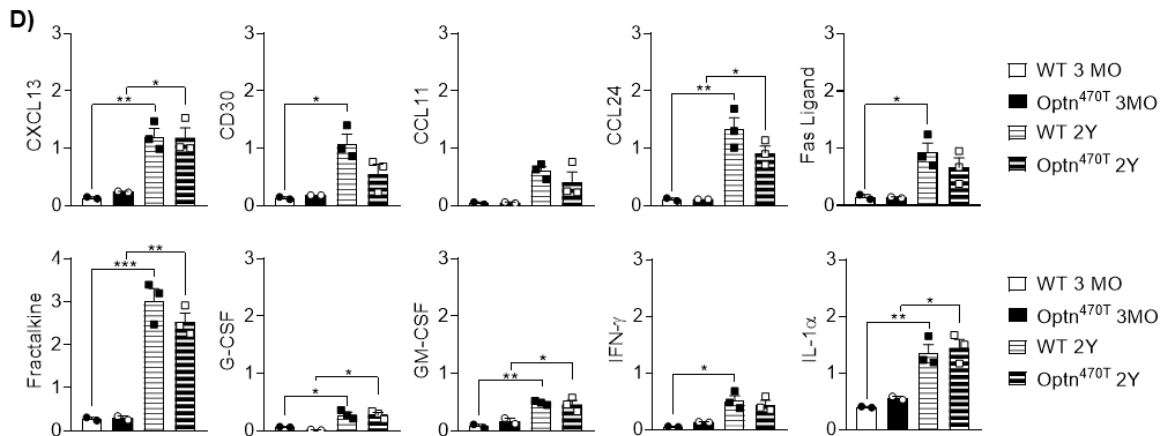 D)
CXCL13
3
2
1
0
**
*
CD30
3
2
1
0
*
CCL11
3
2
1
0
CCL24
3
2
1
0
**
*
Fas Ligand
3
2
1
0
*
WT 3 MO
Optn470T 3MO
WT 2Y
Optn470T 2Y
Fractalkine
4
3
2
1
0
***
**
G-CSF
3
2
1
0
*
*
GM-CSF
3
2
1
0
**
*
IFN-γ
3
2
1
0
*
IL-1α
3
2
1
0
**
*
WT 3 MO
Optn470T 3MO
WT 2Y
Optn470T 2Y